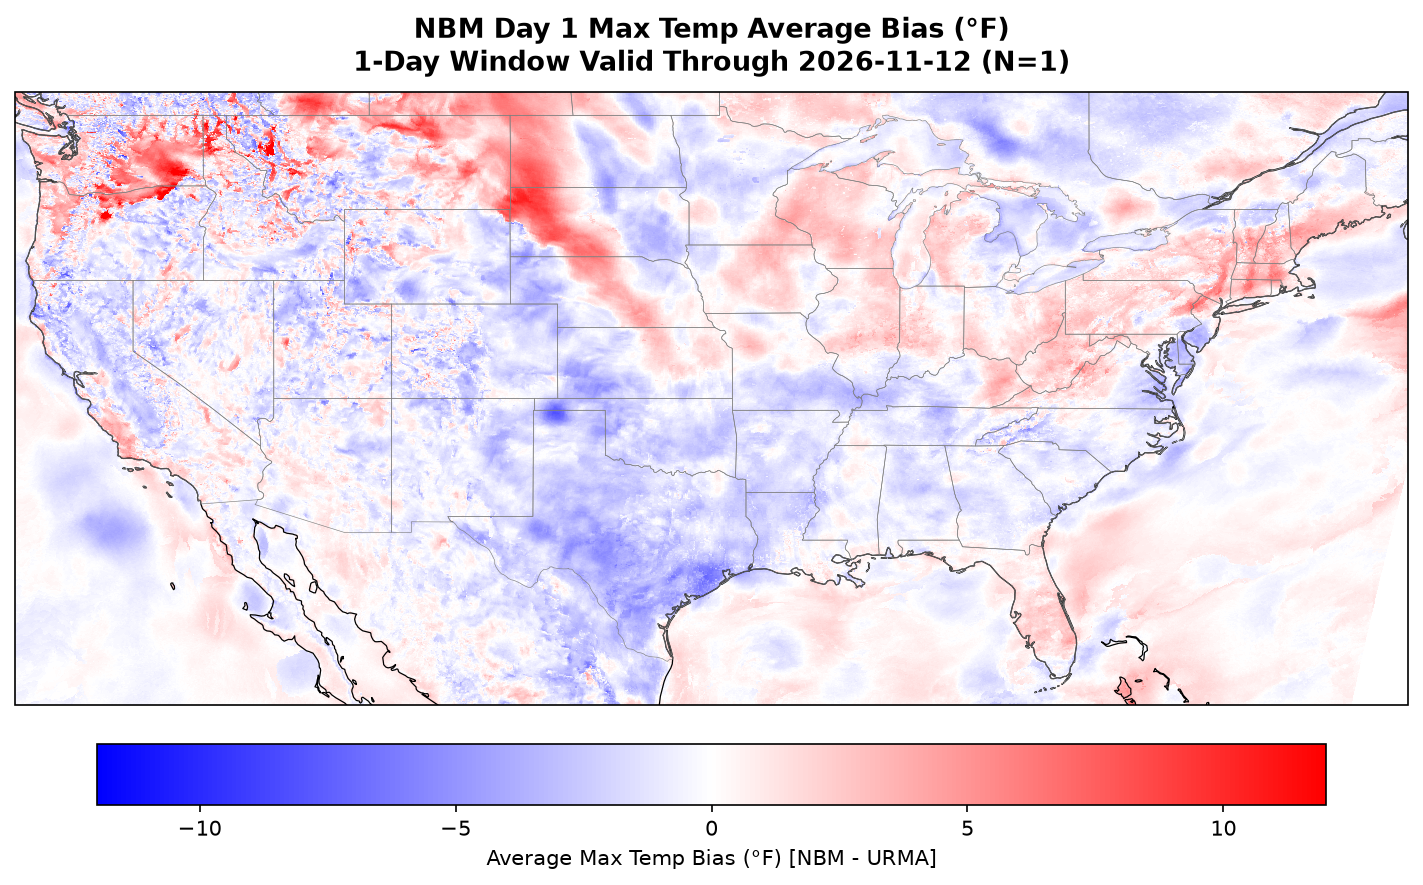 NBM Day 1 Max Temp Average Bias (°F)
1-Day Window Valid Through 2026-11-12 (N=1)
−10 −5 0 5 10
Average Max Temp Bias (°F) [NBM - URMA]